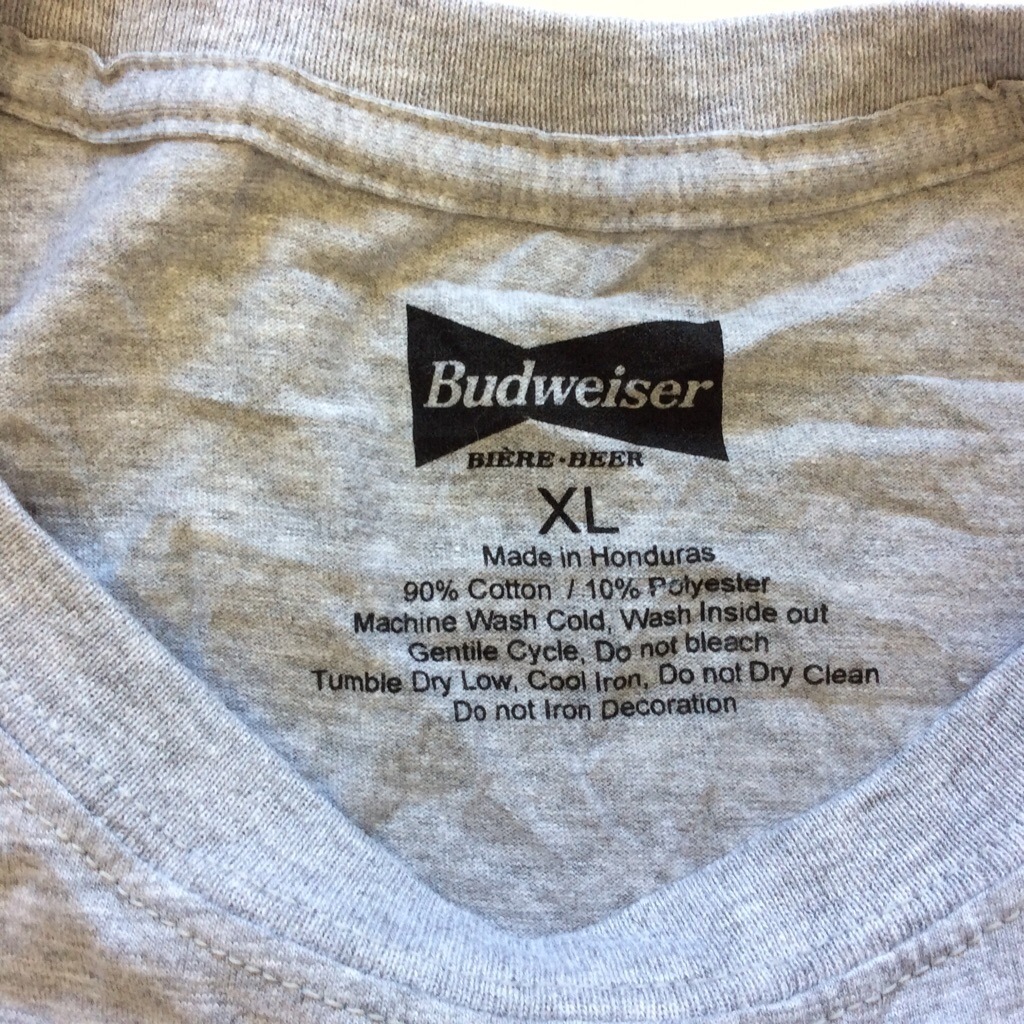 Budweiser
BIÈRE·BEER
XL
Made in Honduras
90% Cotton / 10% Polyester
Machine Wash Cold, Wash Inside out
Gentile Cycle, Do not bleach
Tumble Dry Low, Cool Iron, Do not Dry Clean
Do not Iron Decoration